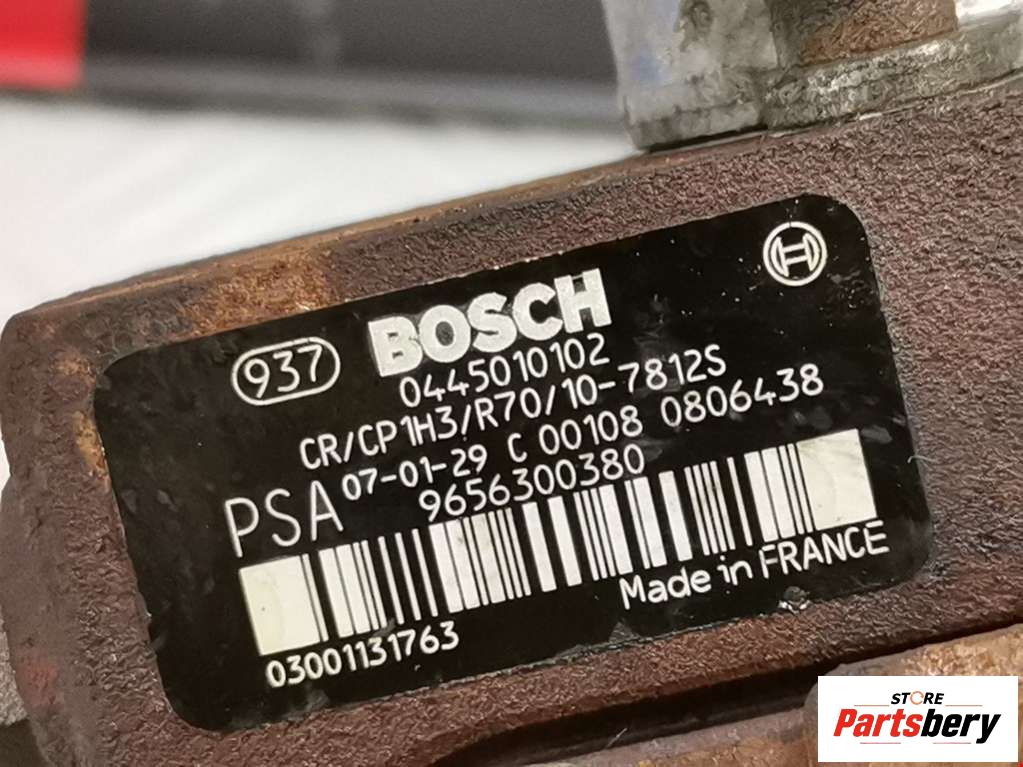 937 BOSCH
0445010102
CR/CP1H3/R70/10-7812S
07-01-29 C 00108 0806438
PSA 9656300380
03001131763
Made in FRANCE
STORE
Partsbery